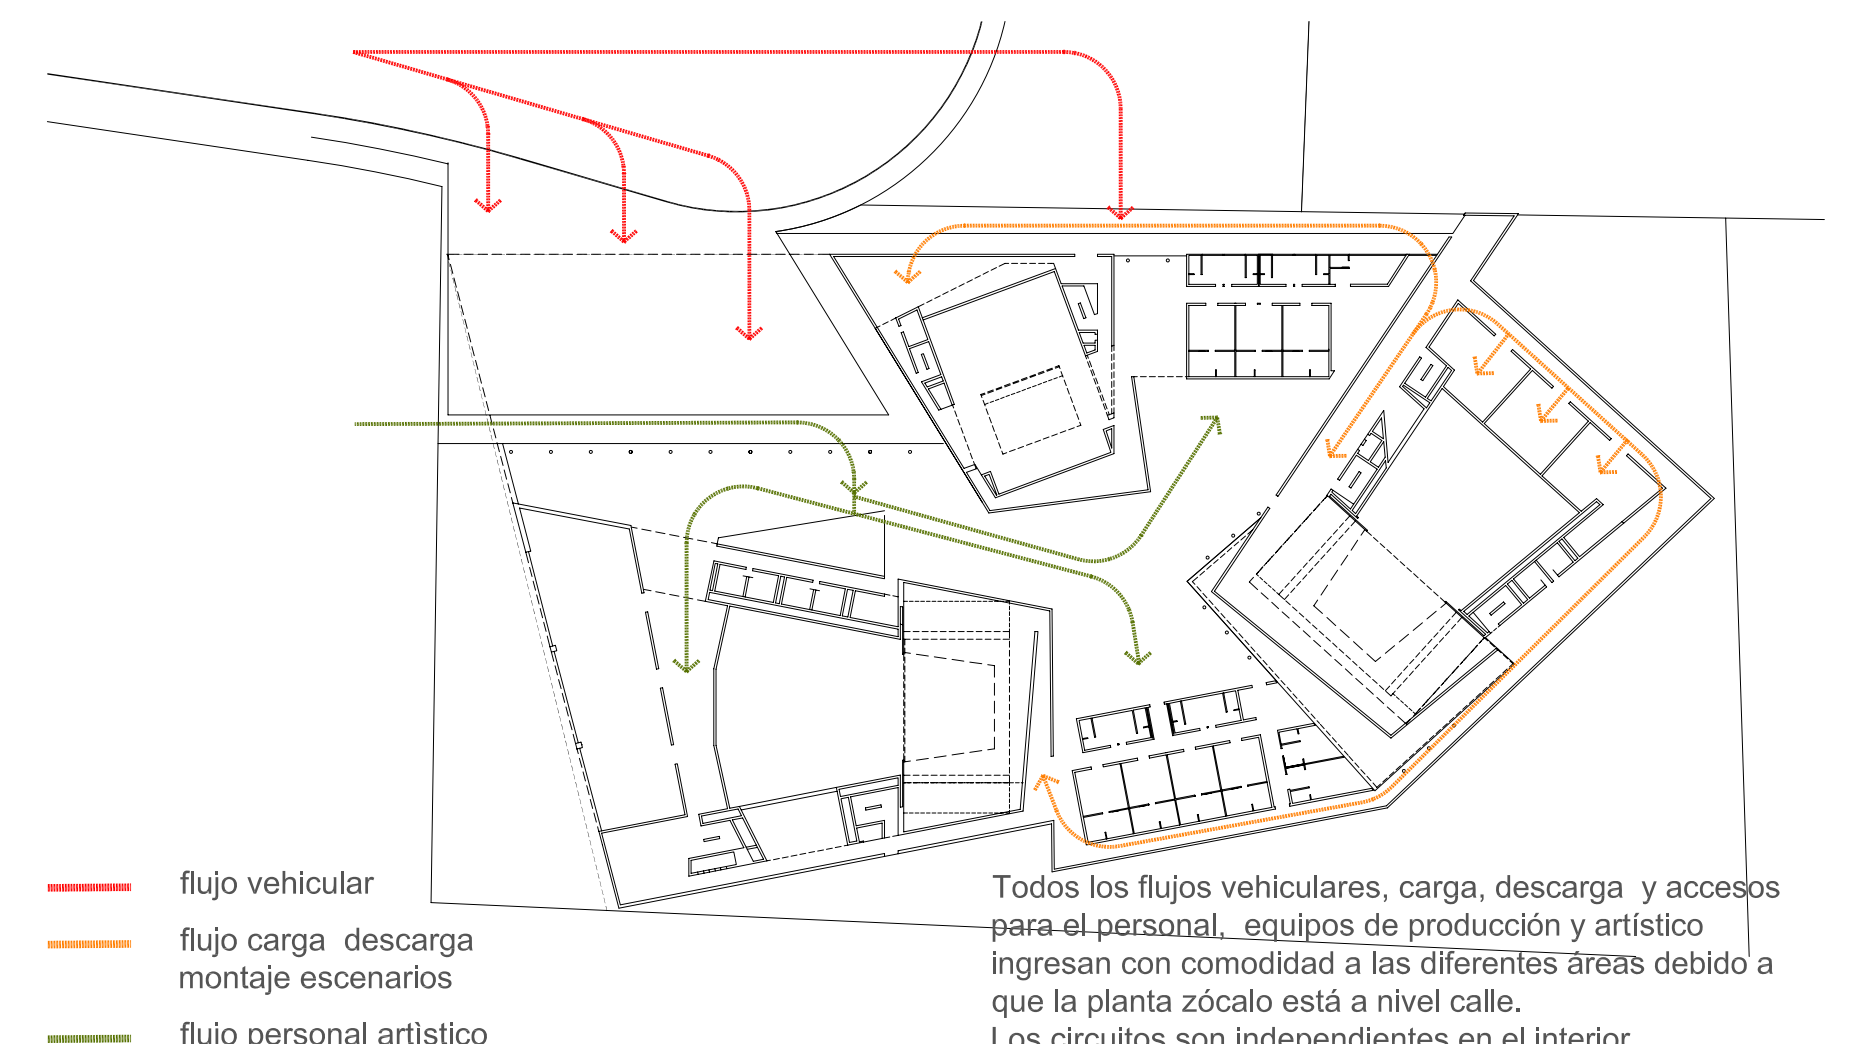 flujo vehicular
flujo carga descarga
montaje escenarios
flujo personal artìstico
Todos los flujos vehiculares, carga, descarga y accesos
para el personal, equipos de producción y artístico
ingresan con comodidad a las diferentes áreas debido a
que la planta zócalo está a nivel calle.
Los circuitos son independientes en el interior